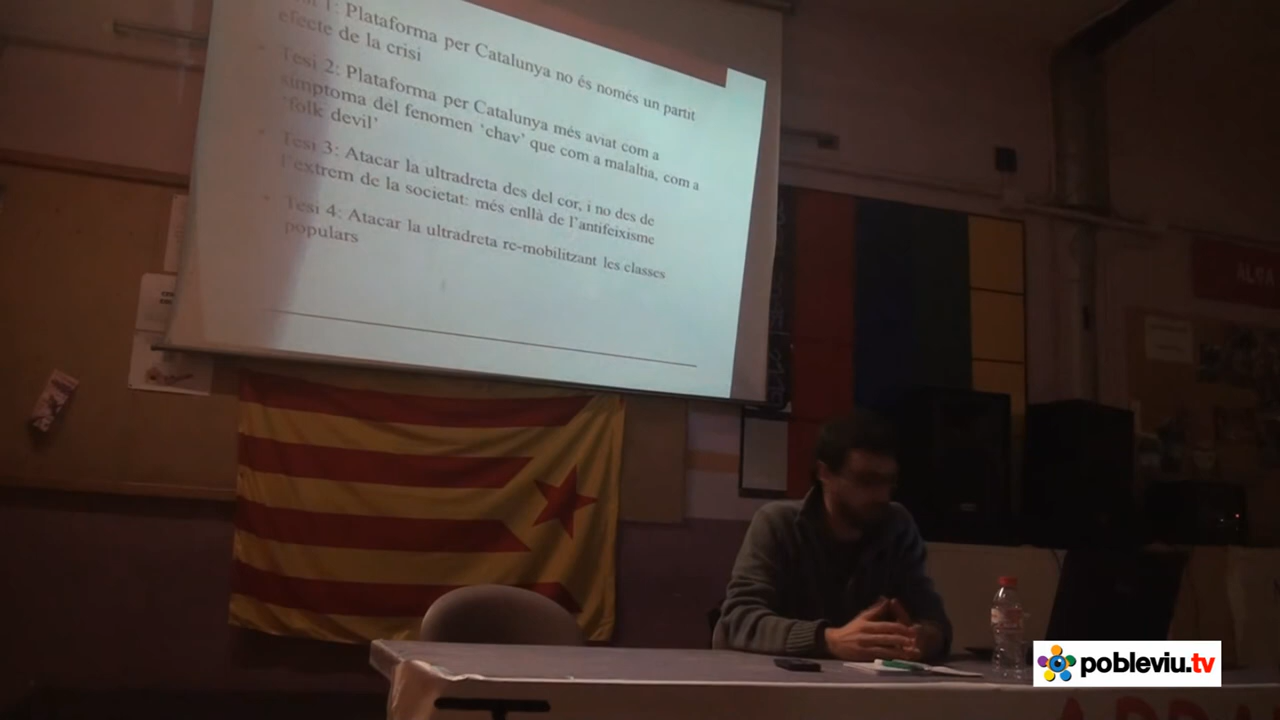 1: Plataforma per Catalunya no és només un partit
efecte de la crisi
Tesi 2: Plataforma per Catalunya més aviat com a
símptoma del fenomen ‘chav’ que com a malaltia, com a
‘folk devil’
Tesi 3: Atacar la ultradreta des del cor, i no des de
l’extrem de la societat: més enllà de l’antifeixisme
Tesi 4: Atacar la ultradreta re-mobilitzant les classes
populars
pobleviu.tv